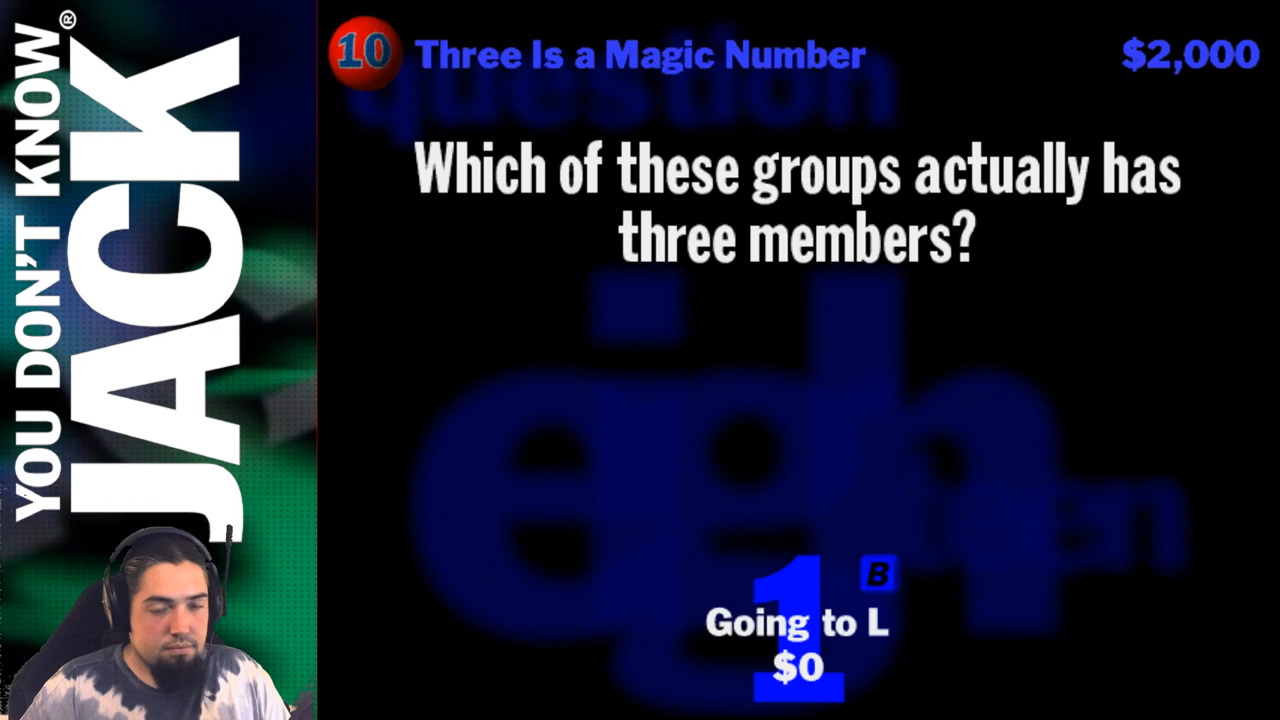 YOU DON'T KNOW
JACK®
10
Three Is a Magic Number
$2,000
question
Which of these groups actually has
three members?
1
B
Going to L
$0